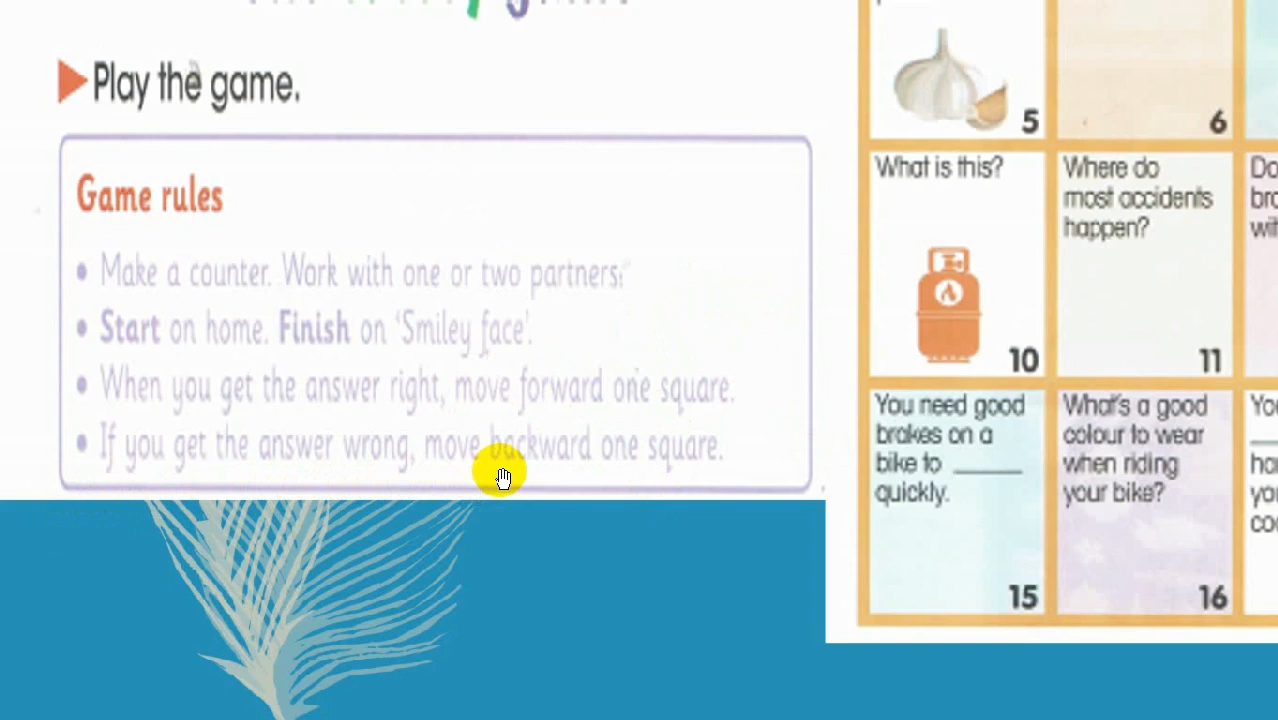 Play the game.
Game rules
• Make a counter. Work with one or two partners.
• Start on home. Finish on ‘Smiley face’.
• When you get the answer right, move forward one square.
• If you get the answer wrong, move backward one square.
5
6
What is this?
10
Where do
most accidents
happen?
11
Do
You need good
brakes on a
bike to ______
quickly.
15
What's a good
colour to wear
when riding
your bike?
16